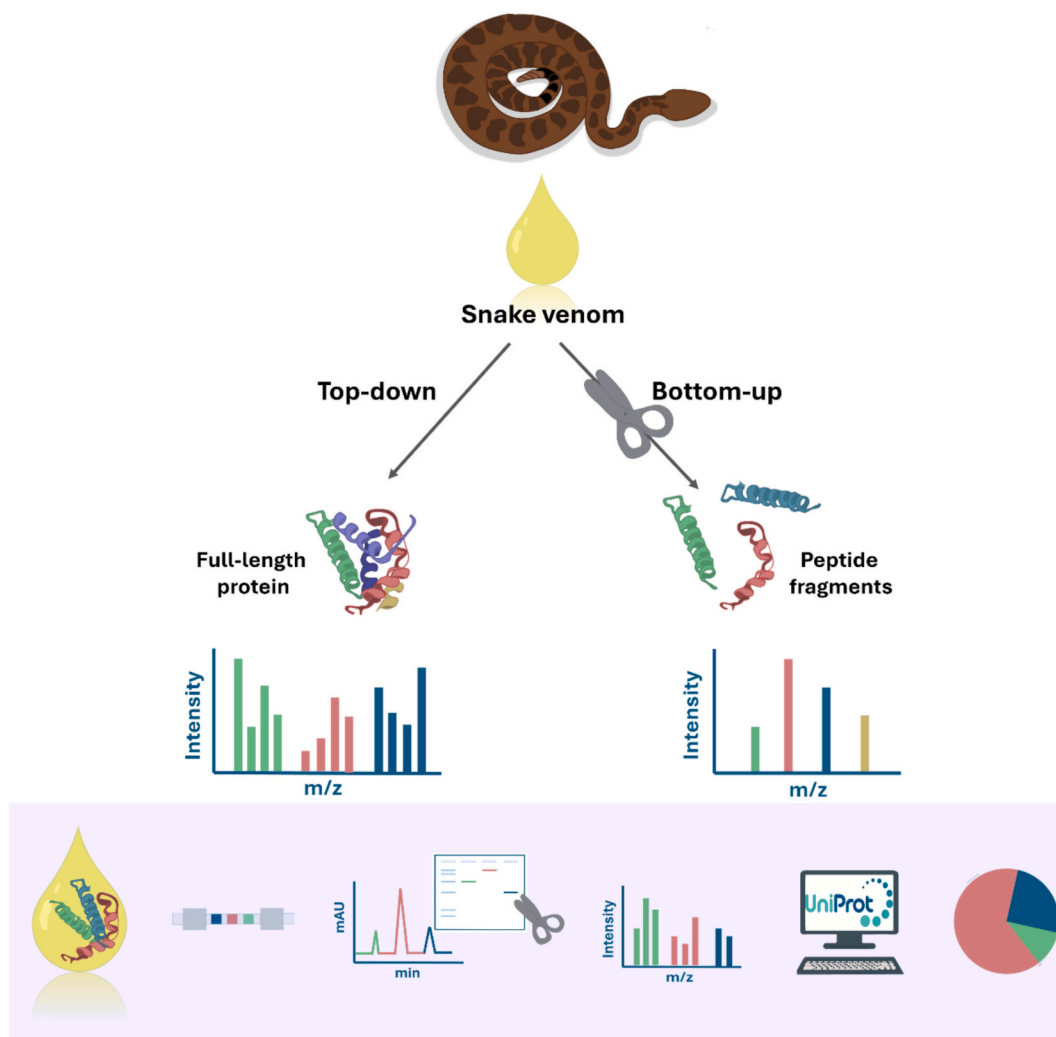 Snake venom
Top-down
Bottom-up
Full-length
protein
Peptide
fragments
Intensity
m/z
Intensity
m/z
mAU
min
Intensity
m/z
UniProt